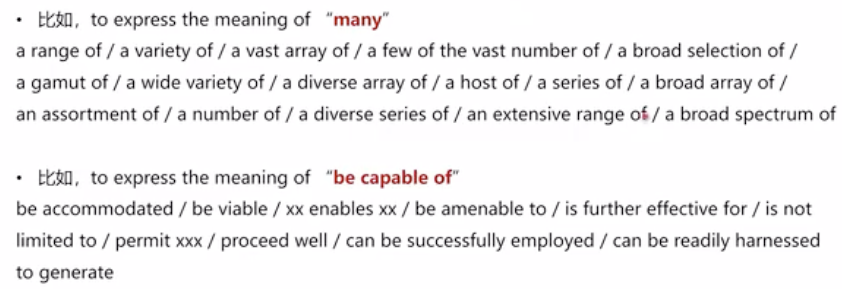 • 比如，to express the meaning of “many”
a range of / a variety of / a vast array of / a few of the vast number of / a broad selection of /
a gamut of / a wide variety of / a diverse array of / a host of / a series of / a broad array of /
an assortment of / a number of / a diverse series of / an extensive range of / a broad spectrum of
• 比如，to express the meaning of “be capable of”
be accommodated / be viable / xx enables xx / be amenable to / is further effective for / is not
limited to / permit xxx / proceed well / can be successfully employed / can be readily harnessed
to generate